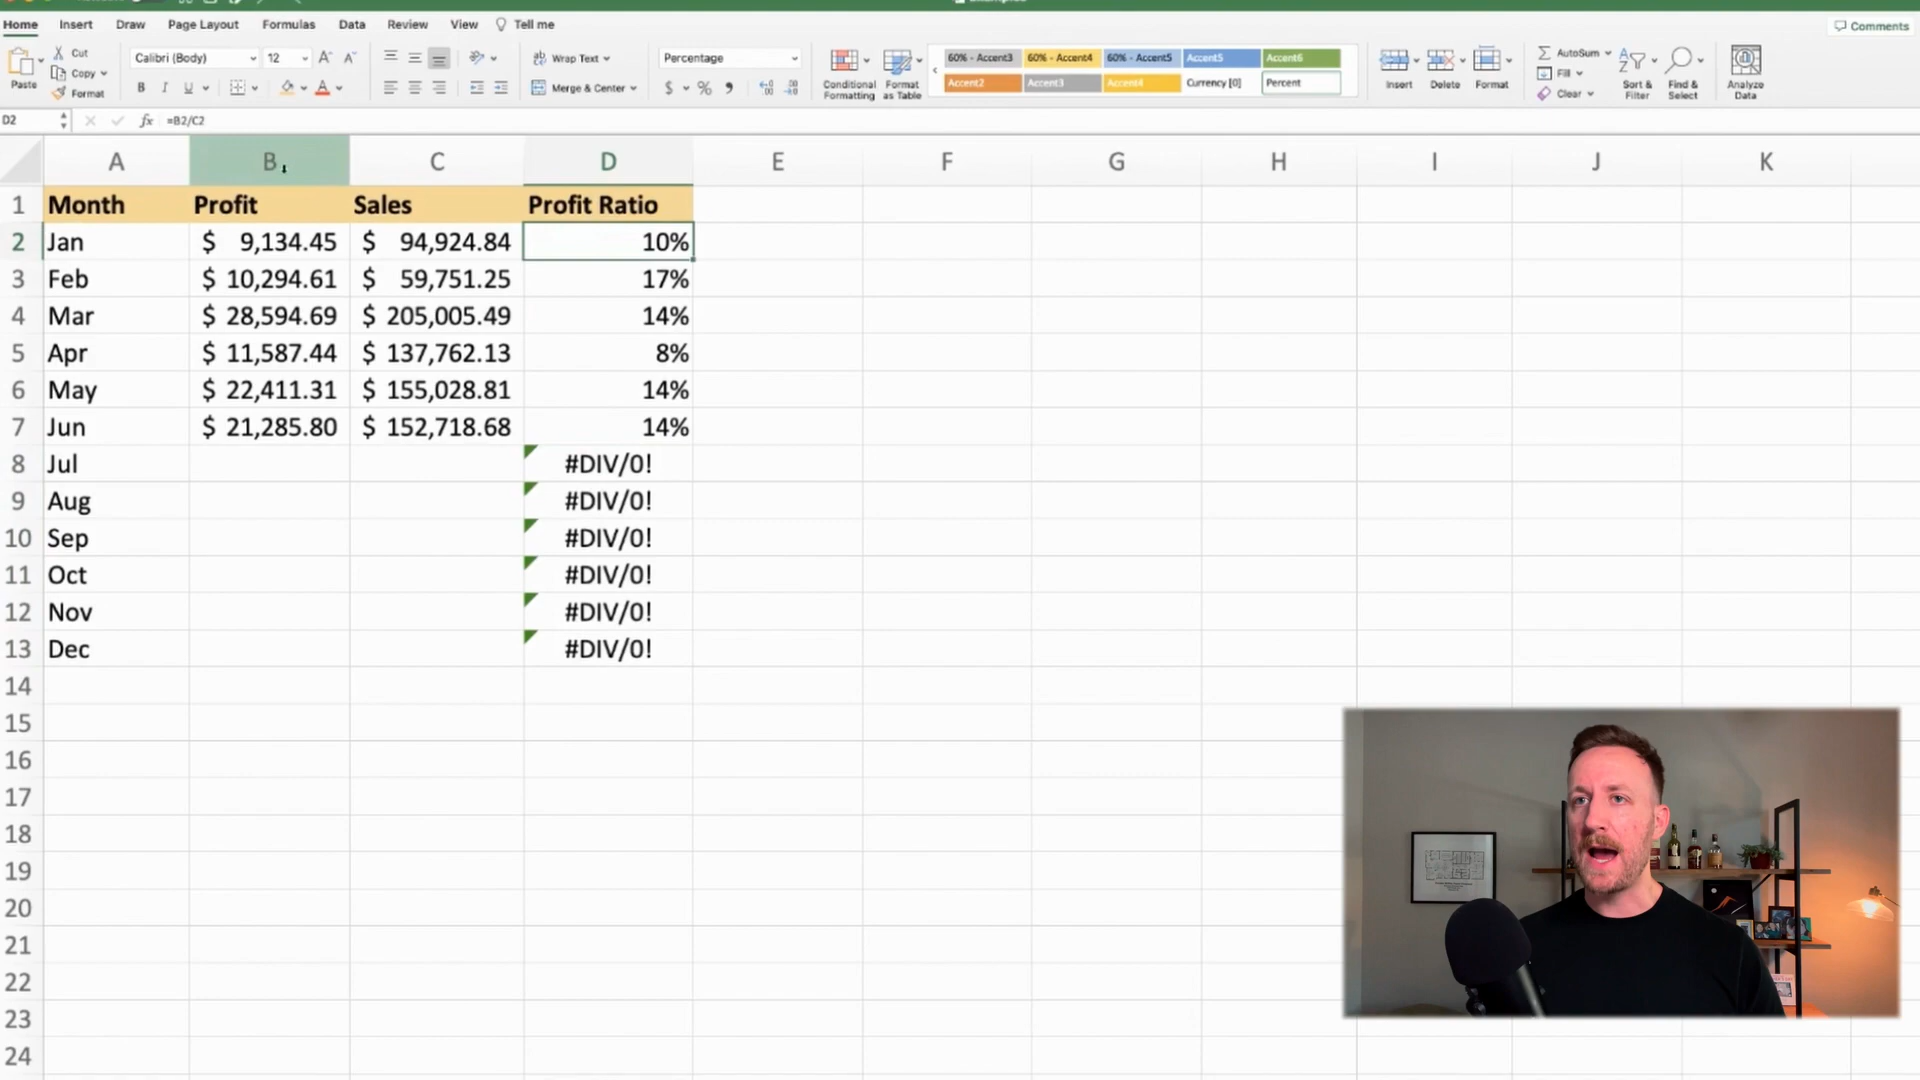 Home Insert Draw Page Layout Formulas Data Review View Tell me Comments
Paste Cut Copy Format
Calibri (Body) 12 A A
B I U A
Wrap Text
Merge & Center
Percentage
$ % 9
Conditional Formatting
Format as Table
60% - Accent3 60% - Accent4 60% - Accent5 Accent5 Accent6
Accent2 Accent3 Accent4 Currency [0] Percent
Insert Delete Format
AutoSum
Fill
Clear
Sort & Filter
Find & Select
Analyze Data
D2 fx =B2/C2
A B C D E F G H I J K
1 Month Profit Sales Profit Ratio
2 Jan $ 9,134.45 $ 94,924.84 10%
3 Feb $ 10,294.61 $ 59,751.25 17%
4 Mar $ 28,594.69 $ 205,005.49 14%
5 Apr $ 11,587.44 $ 137,762.13 8%
6 May $ 22,411.31 $ 155,028.81 14%
7 Jun $ 21,285.80 $ 152,718.68 14%
8 Jul #DIV/0!
9 Aug #DIV/0!
10 Sep #DIV/0!
11 Oct #DIV/0!
12 Nov #DIV/0!
13 Dec #DIV/0!
14
15
16
17
18
19
20
21
22
23
24